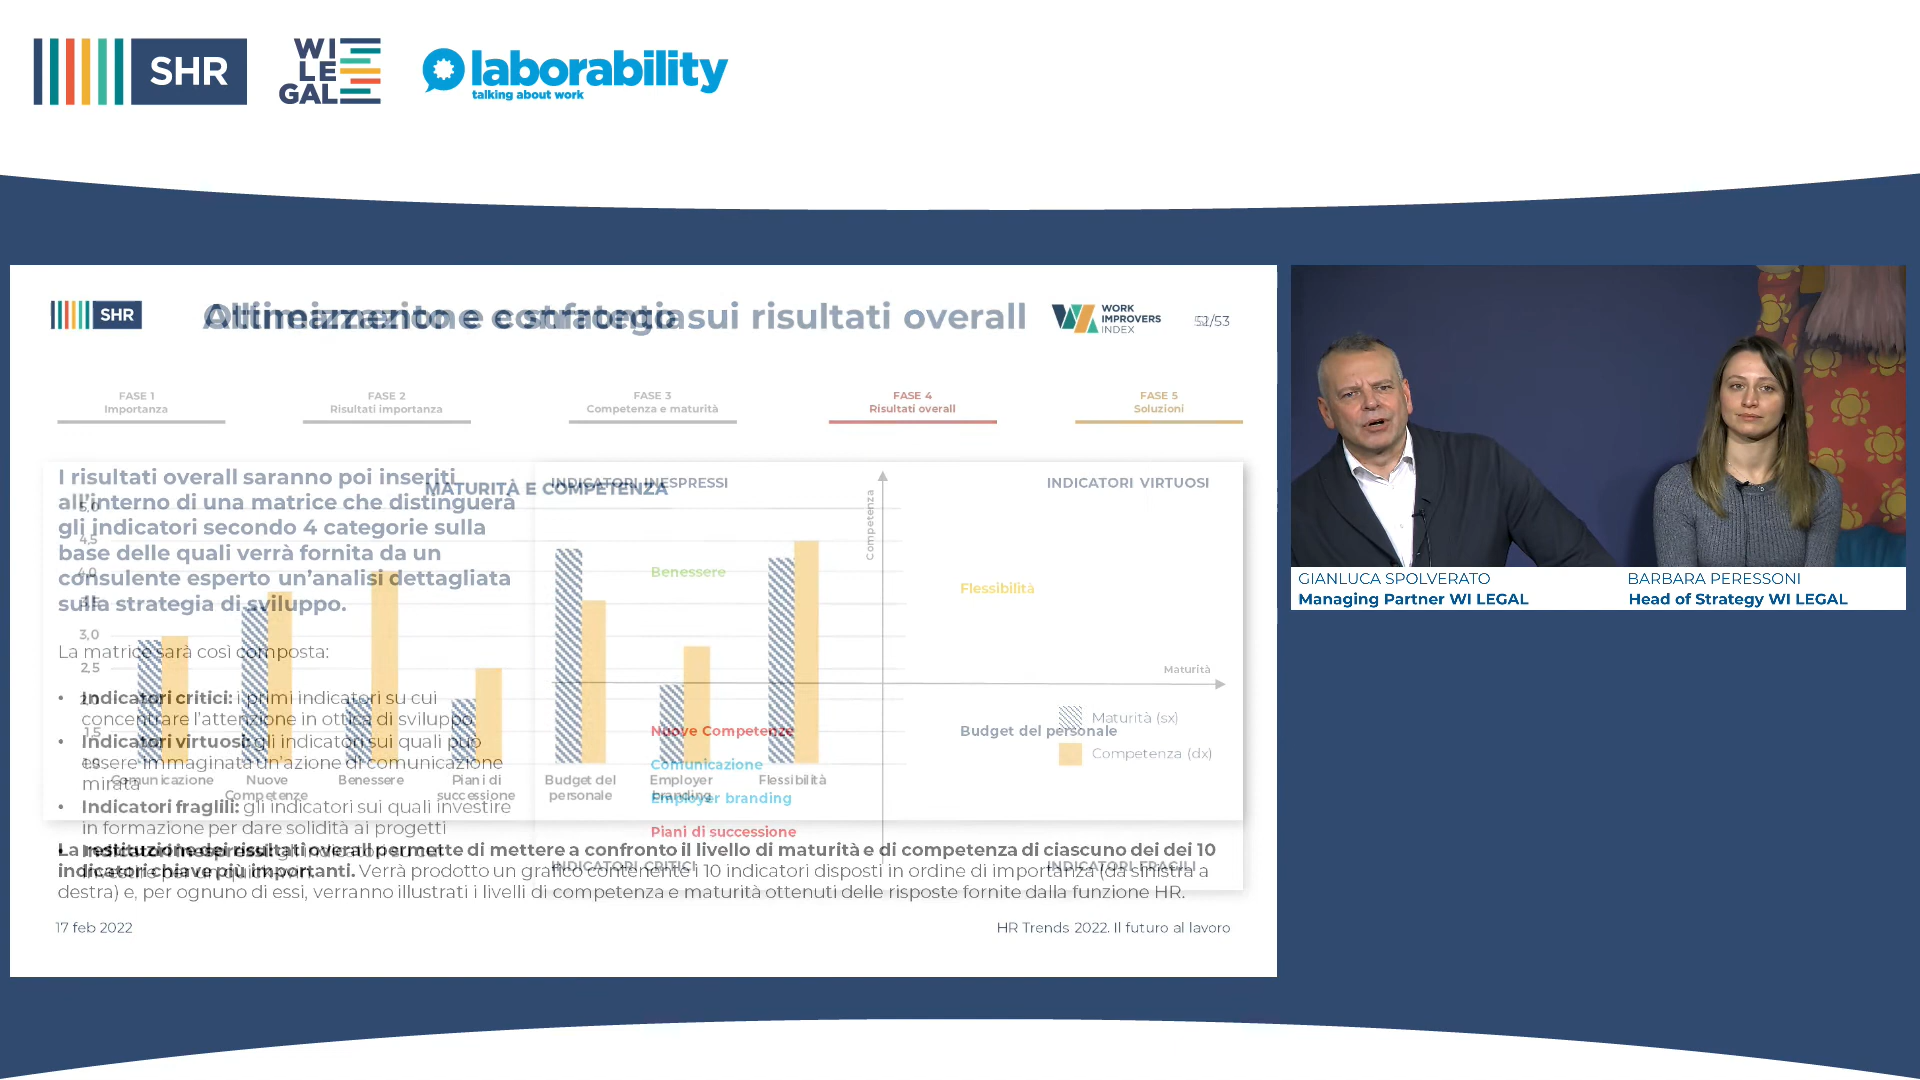 SHR
WI
LE
GAL
laborability
talking about work
SHR
sui risultati overall
WORK
IMPROVERS
INDEX
/53
FASE 1
Importanza
FASE 2
Risultati importanza
FASE 3
Competenza e maturità
FASE 4
Risultati overall
FASE 5
Soluzioni
I risultati overall saranno poi inseriti
all'interno di una matrice che distinguerà
gli indicatori secondo 4 categorie sulla
base delle quali verrà fornita da un
consulente esperto un'analisi dettagliata
sulla strategia di sviluppo.
La matrice sarà così composta:
• Indicatori critici: i primi indicatori su cui
concentrare l'attenzione in ottica di sviluppo
• Indicatori virtuosi: gli indicatori sui quali può
essere immaginata un'azione di comunicazione
mirata
• Indicatori fraglili: gli indicatori sui quali investire
in formazione per dare solidità ai progetti
MATURITÀ E COMPETENZA
5,0
4,5
4,0
3,5
3,0
2,5
2,0
1,5
1,0
Comunicazione
Nuove
Competenze
Benessere
Piani di
successione
Budget del
personale
Employer
branding
Flessibilità
INDICATORI INESPRESSI
INDICATORI VIRTUOSI
Competenza
Benessere
Flessibilità
Maturità
Nuove Competenze
Comunicazione
Employer branding
Piani di successione
Budget del personale
Maturità (sx)
Competenza (dx)
INDICATORI CRITICI
INDICATORI FRAGILI
La restituzione dei risultati overall permette di mettere a confronto il livello di maturità e di competenza di ciascuno dei dei 10
indicatori chiave più importanti. Verrà prodotto un grafico contenente i 10 indicatori disposti in ordine di importanza (da sinistra a
destra) e, per ognuno di essi, verranno illustrati i livelli di competenza e maturità ottenuti delle risposte fornite dalla funzione HR.
17 feb 2022
HR Trends 2022. Il futuro al lavoro
GIANLUCA SPOLVERATO
Managing Partner WI LEGAL
BARBARA PERESSONI
Head of Strategy WI LEGAL